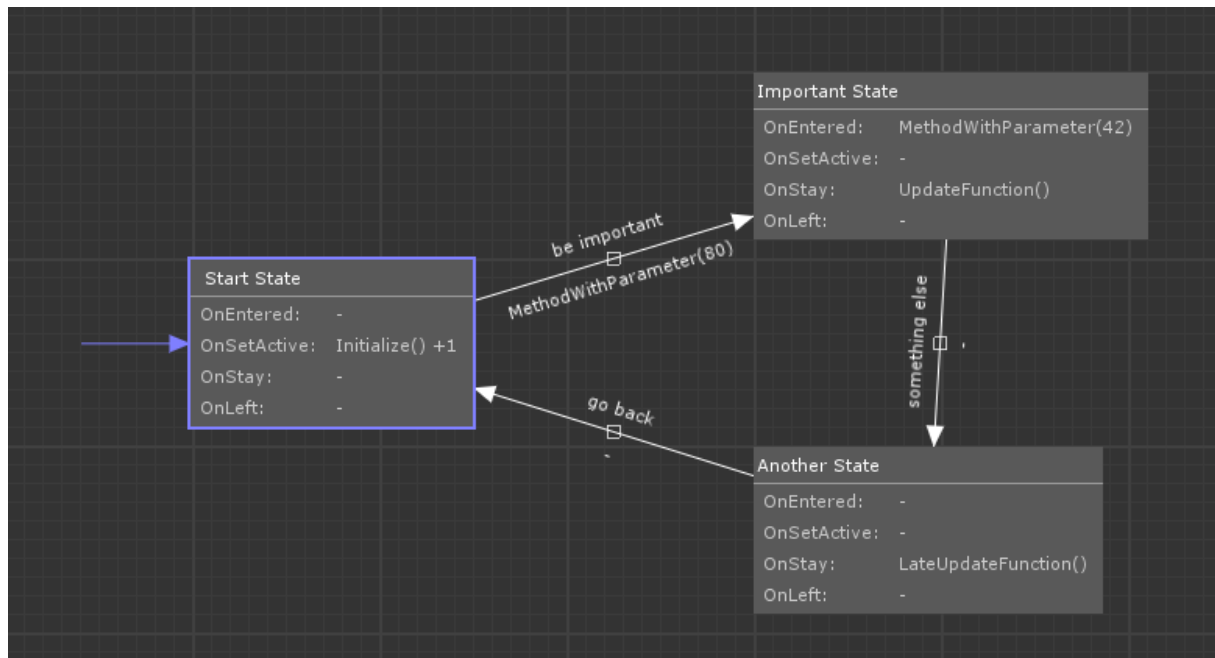 Important State
OnEntered: MethodWithParameter(42)
OnSetActive: -
OnStay: UpdateFunction()
OnLeft: -
be important
MethodWithParameter(80)
Start State
OnEntered: -
OnSetActive: Initialize() +1
OnStay: -
OnLeft: -
something else
-
go back
-
Another State
OnEntered: -
OnSetActive: -
OnStay: LateUpdateFunction()
OnLeft: -